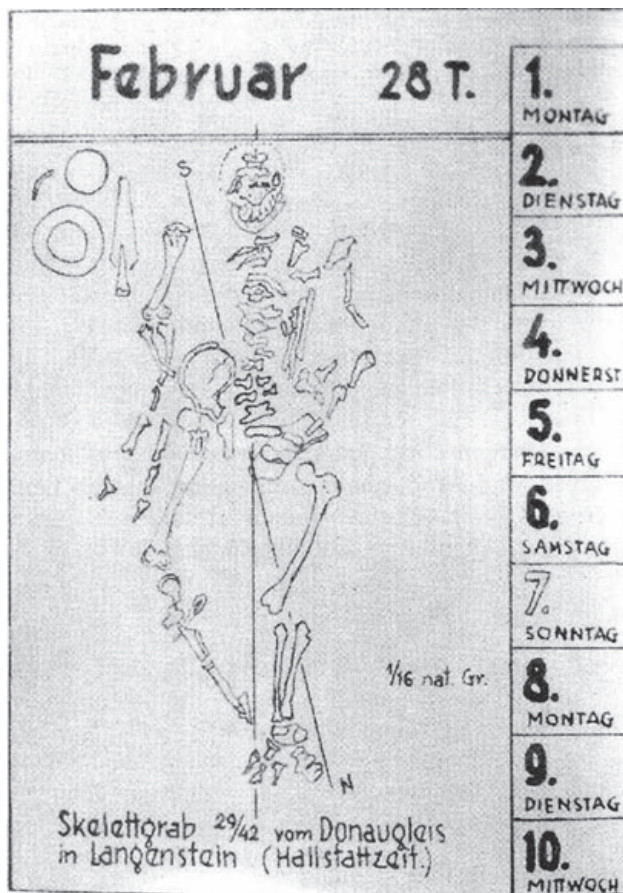 Februar 28 T.
1.
MONTAG
2.
DIENSTAG
3.
MITTWOCH
4.
DONNERST
5.
FREITAG
6.
SAMSTAG
7.
SONNTAG
8.
MONTAG
9.
DIENSTAG
10.
MITTWOCH
S
1/16 nat. Gr.
N
Skelettgrab 29/42 vom Donaugleis
in Langenstein (Hallstattzeit.)